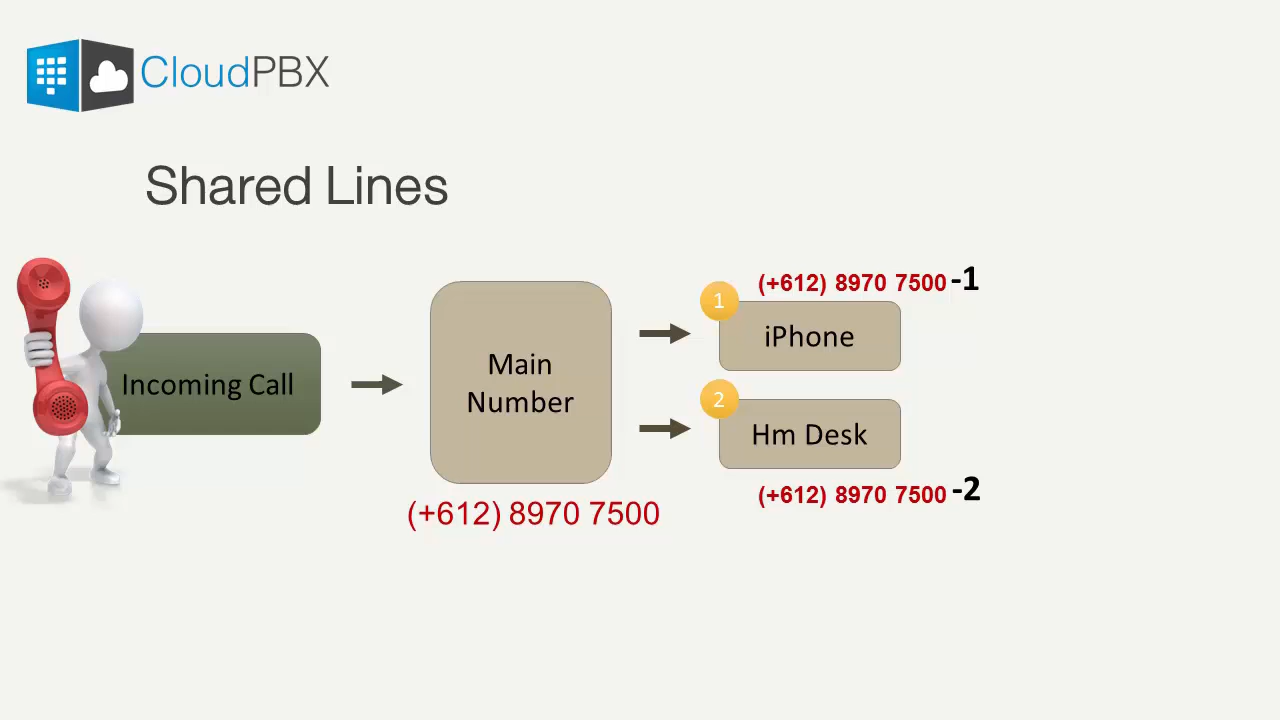 CloudPBX
Shared Lines
Incoming Call
Main
Number
(+612) 8970 7500
(+612) 8970 7500 -1
1
iPhone
2
Hm Desk
(+612) 8970 7500 -2